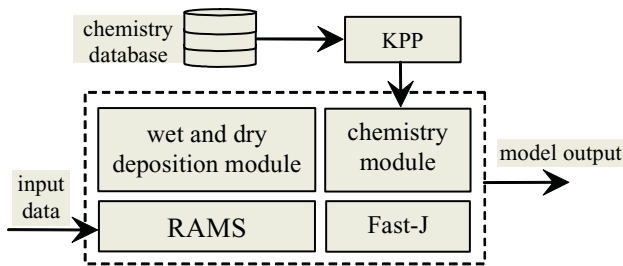 chemistry
database
KPP
wet and dry
deposition module
chemistry
module
model output
input
data
RAMS
Fast-J